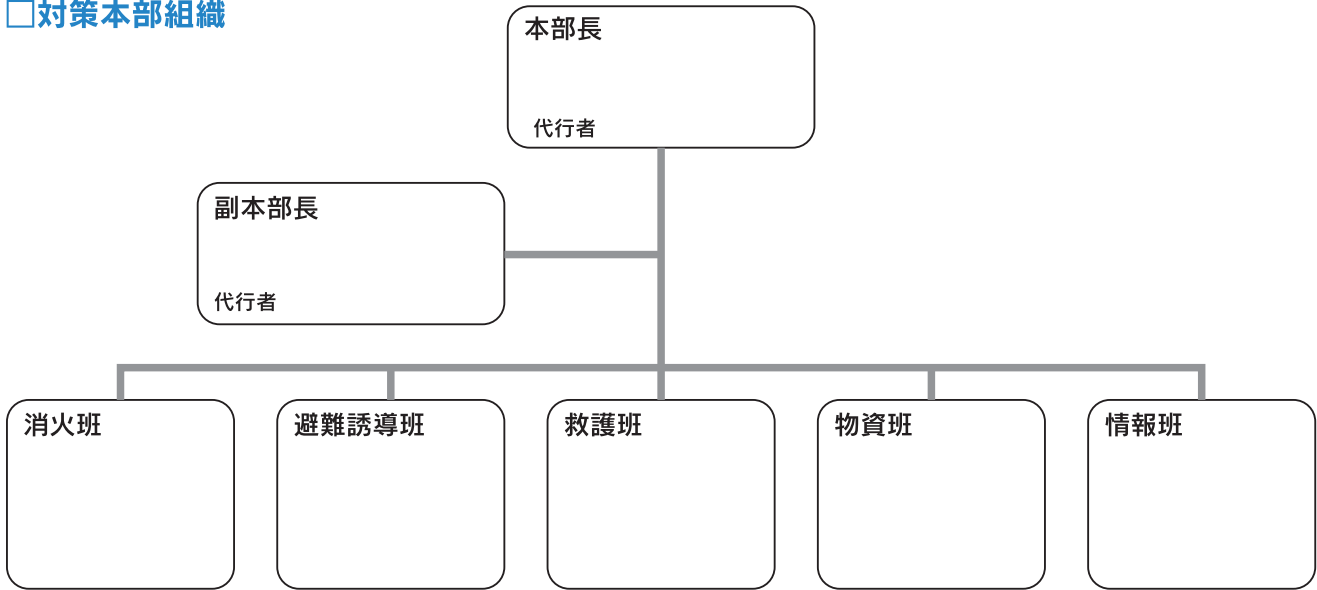 □対策本部組織
本部長
代行者
副本部長
代行者
消火班
避難誘導班
救護班
物資班
情報班